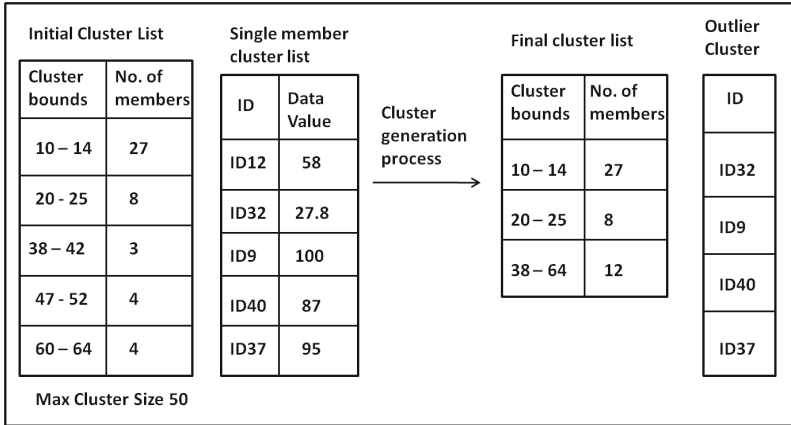 Initial Cluster List
Cluster bounds
No. of members
10 – 14 27
20 - 25 8
38 – 42 3
47 - 52 4
60 – 64 4
Max Cluster Size 50
Single member
cluster list
ID
Data Value
ID12 58
ID32 27.8
ID9 100
ID40 87
ID37 95
Cluster
generation
process
Final cluster list
Cluster bounds
No. of members
10 – 14 27
20 – 25 8
38 – 64 12
Outlier
Cluster
ID
ID32
ID9
ID40
ID37